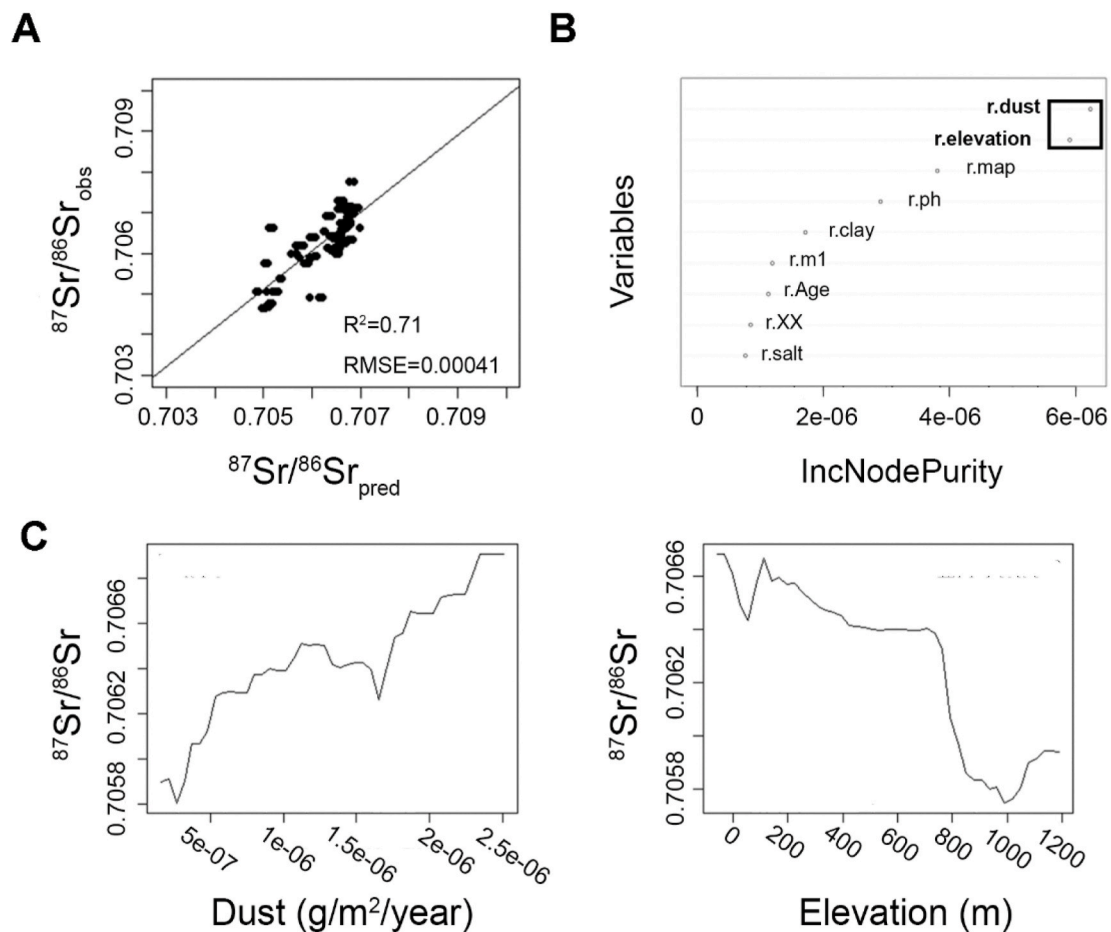 A
⁸⁷Sr/⁸⁶Sr_obs
0.709
0.706
0.703
R²=0.71
RMSE=0.00041
0.703 0.705 0.707 0.709
⁸⁷Sr/⁸⁶Sr_pred
B
Variables
r.dust
r.elevation
r.map
r.ph
r.clay
r.m1
r.Age
r.XX
r.salt
0 2e-06 4e-06 6e-06
IncNodePurity
C
⁸⁷Sr/⁸⁶Sr
0.7066
0.7062
0.7058
5e-07 1e-06 1.5e-06 2e-06 2.5e-06
Dust (g/m²/year)
⁸⁷Sr/⁸⁶Sr
0.7066
0.7062
0.7058
0 200 400 600 800 1000 1200
Elevation (m)